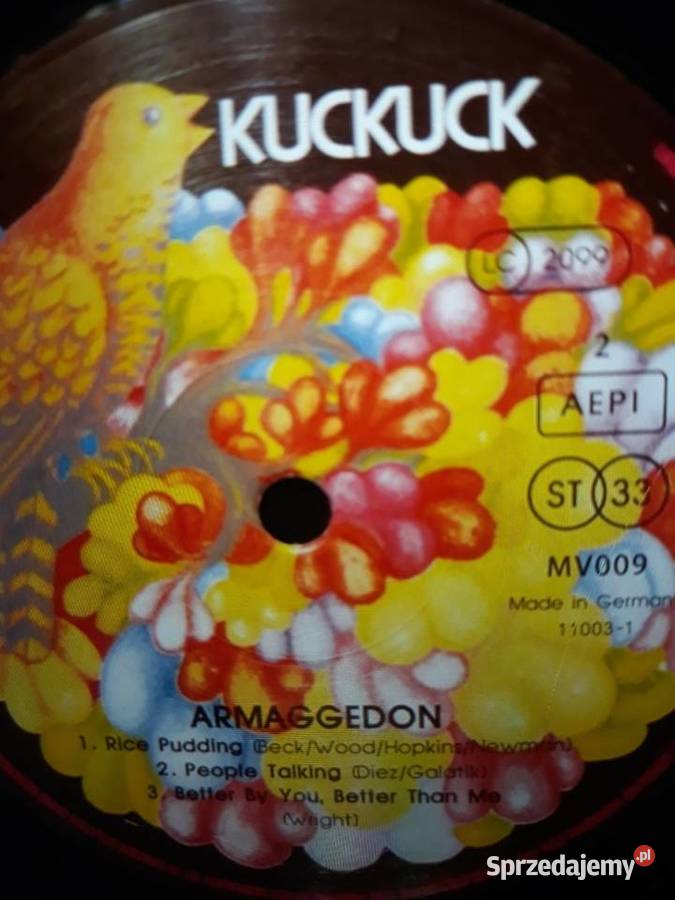 KUCKUCK
LC 2099
2
AEPI
ST 33
MV009
Made in German
11003-1
ARMAGGEDON
1. Rice Pudding (Beck/Wood/Hopkins/Newman)
2. People Talking (Diez/Galatik)
3. Better By You, Better Than Me
(Wright)
Sprzedajemy.pl